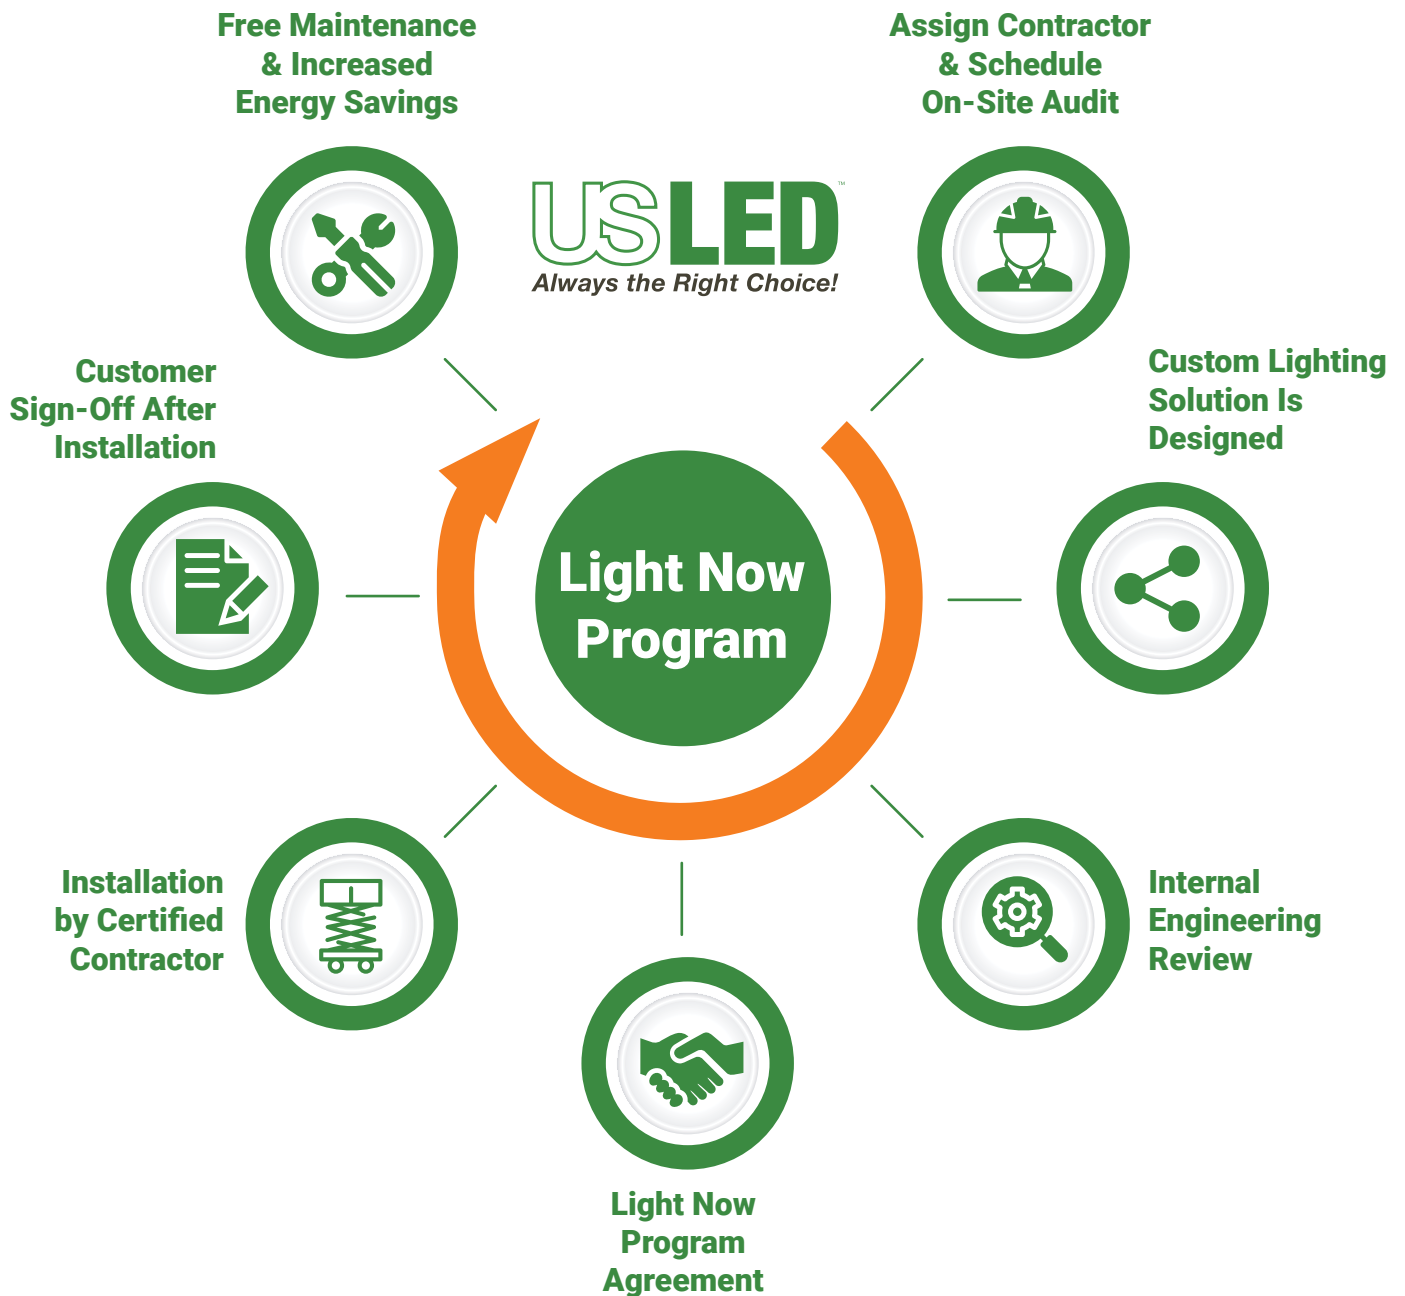 Free Maintenance
& Increased
Energy Savings
Assign Contractor
& Schedule
On-Site Audit
USLED™
Always the Right Choice!
Customer
Sign-Off After
Installation
Custom Lighting
Solution Is
Designed
Light Now
Program
Installation
by Certified
Contractor
Internal
Engineering
Review
Light Now
Program
Agreement